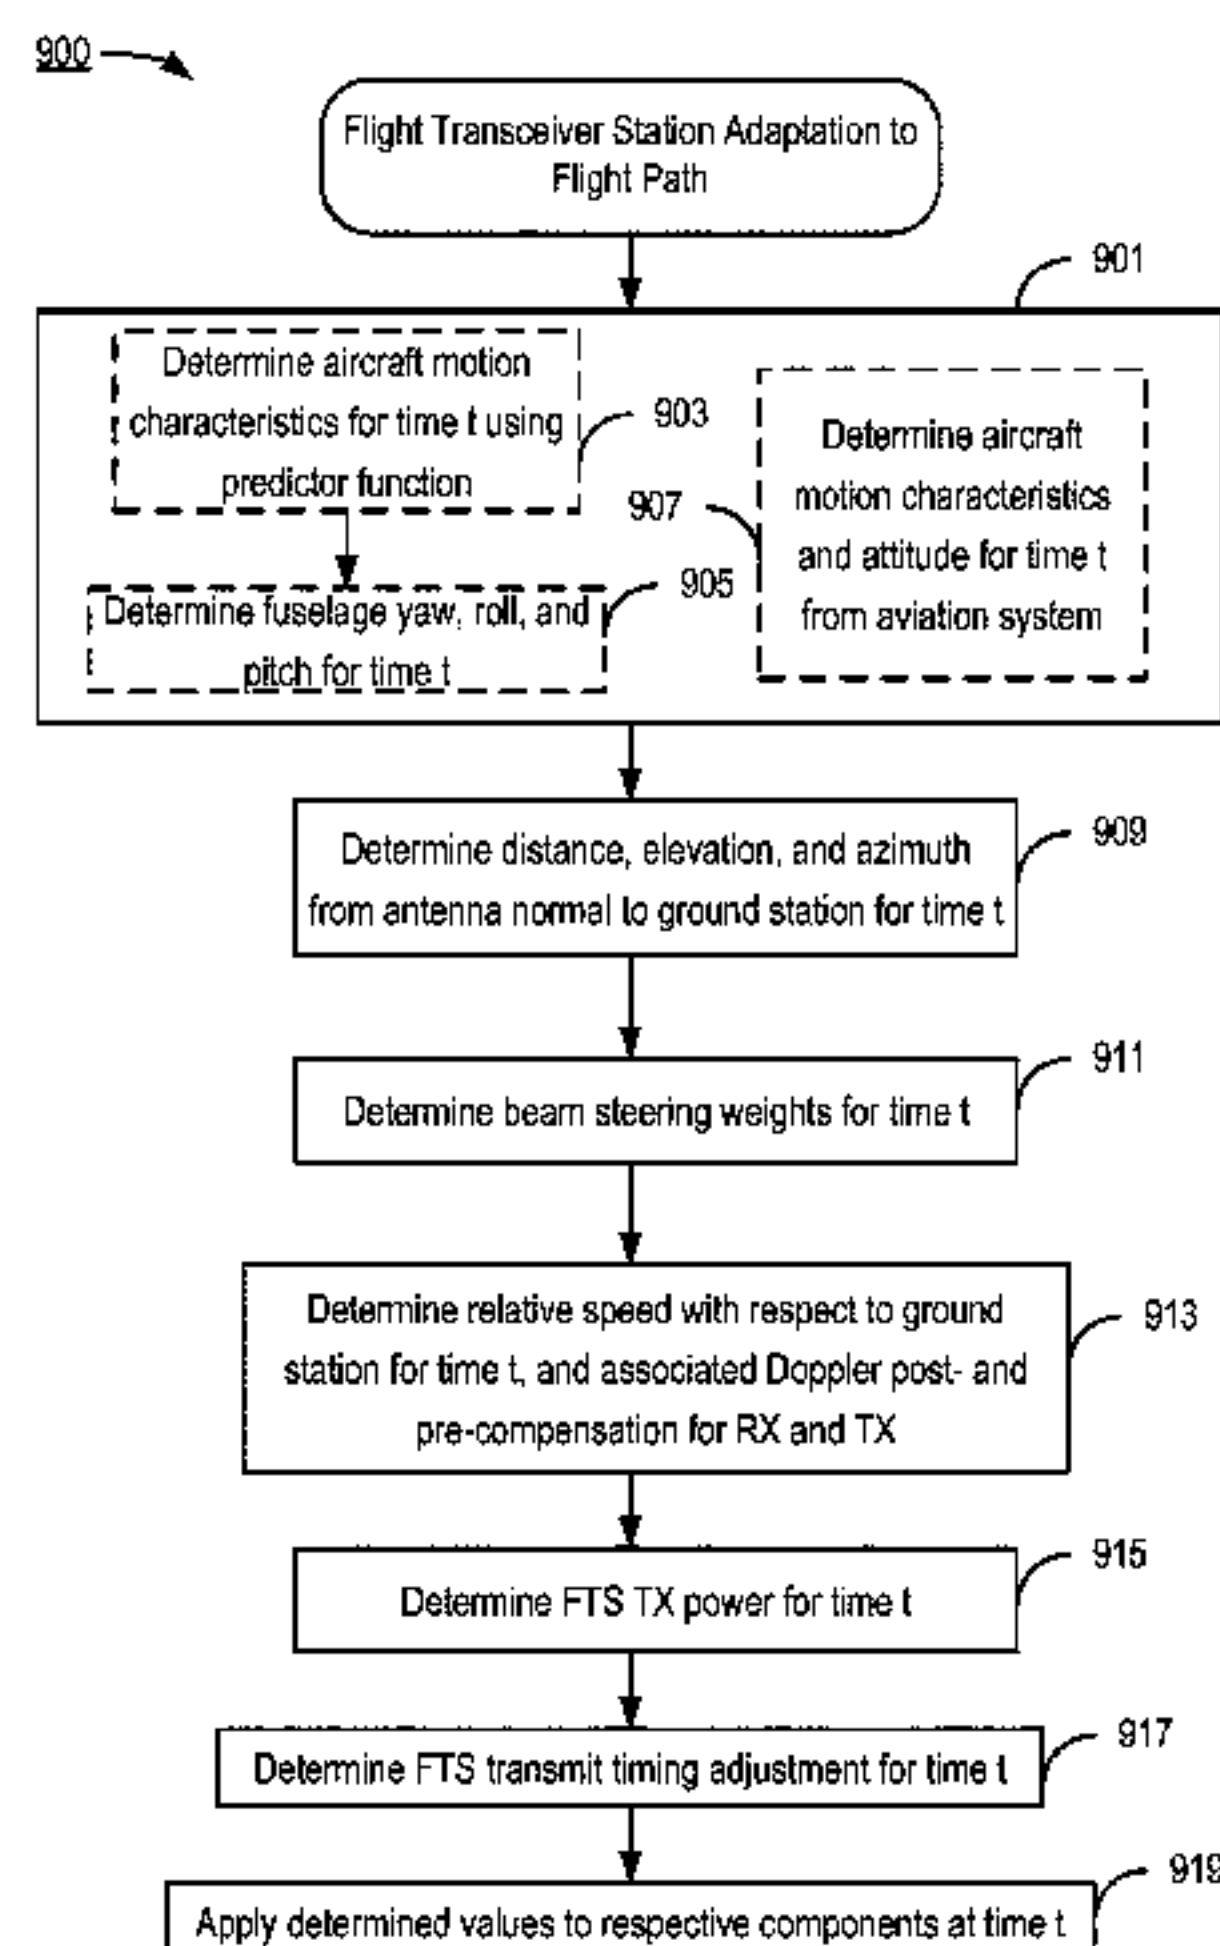 900
Flight Transceiver Station Adaptation to
Flight Path
901
Determine aircraft motion
characteristics for time t using
predictor function
903
Determine fuselage yaw, roll, and
pitch for time t
905
907
Determine aircraft
motion characteristics
and attitude for time t
from aviation system
909
Determine distance, elevation, and azimuth
from antenna normal to ground station for time t
911
Determine beam steering weights for time t
913
Determine relative speed with respect to ground
station for time t, and associated Doppler post- and
pre-compensation for RX and TX
915
Determine FTS TX power for time t
917
Determine FTS transmit timing adjustment for time t
919
Apply determined values to respective components at time t